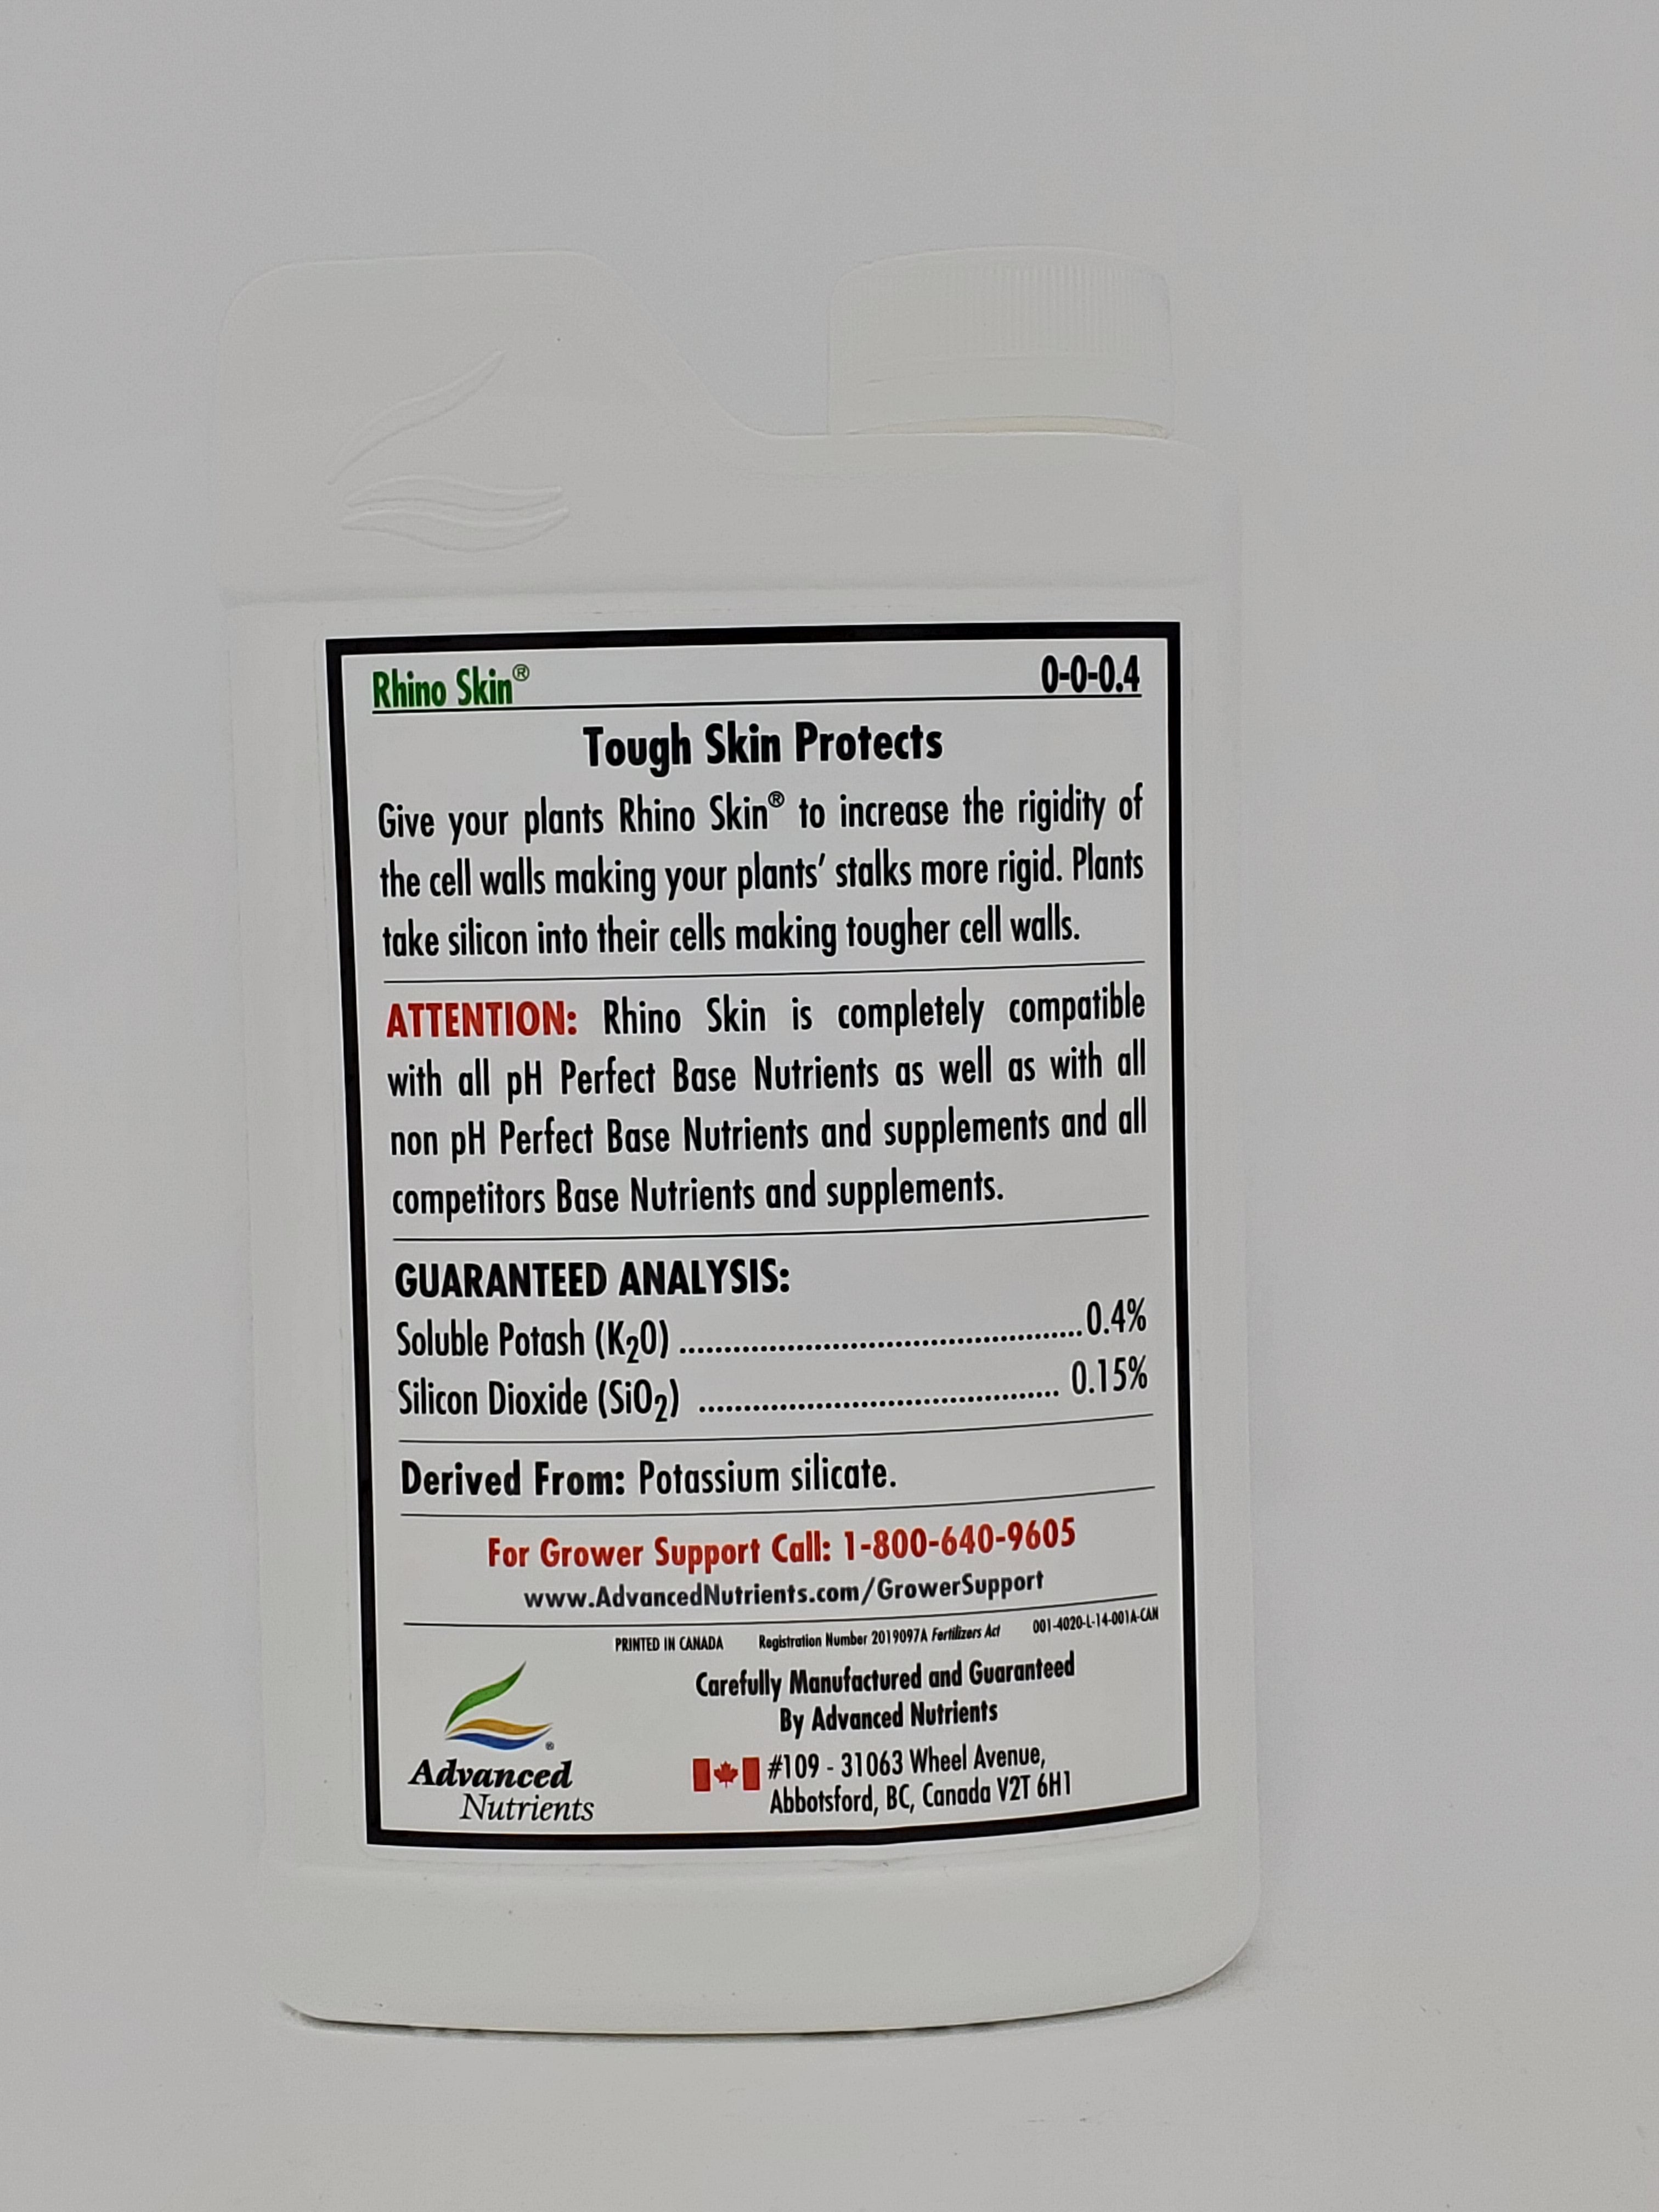 Rhino Skin® 0-0-0.4
Tough Skin Protects
Give your plants Rhino Skin® to increase the rigidity of
the cell walls making your plants’ stalks more rigid. Plants
take silicon into their cells making tougher cell walls.
ATTENTION: Rhino Skin is completely compatible
with all pH Perfect Base Nutrients as well as with all
non pH Perfect Base Nutrients and supplements and all
competitors Base Nutrients and supplements.
GUARANTEED ANALYSIS:
Soluble Potash (K₂O) ............................................. 0.4%
Silicon Dioxide (SiO₂) ........................................ 0.15%
Derived From: Potassium silicate.
For Grower Support Call: 1-800-640-9605
www.AdvancedNutrients.com/GrowerSupport
PRINTED IN CANADA Registration Number 2019097A Fertilizers Act 001-4020-L-14-001A-CAN
Carefully Manufactured and Guaranteed
By Advanced Nutrients
#109 - 31063 Wheel Avenue,
Abbotsford, BC, Canada V2T 6H1
Advanced
Nutrients
®